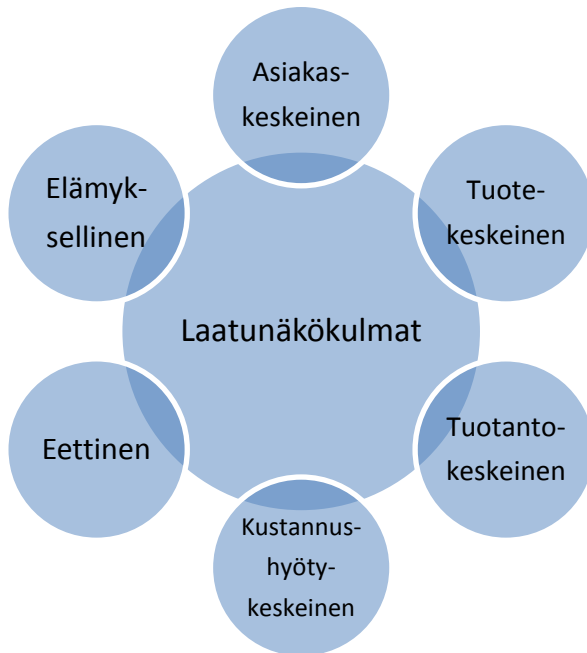 Asiakas-
keskeinen
Elämyk-
sellinen
Tuote-
keskeinen
Laatunäkökulmat
Eettinen
Tuotanto-
keskeinen
Kustannus-
hyöty-
keskeinen